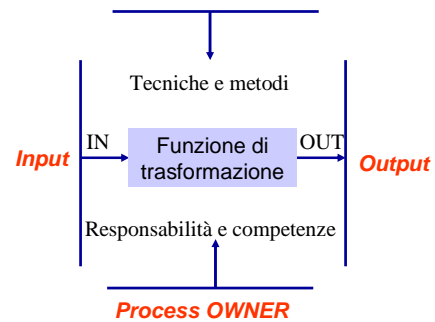 Tecniche e metodi
Input
IN
Funzione di
trasformazione
OUT
Output
Responsabilità e competenze
Process OWNER